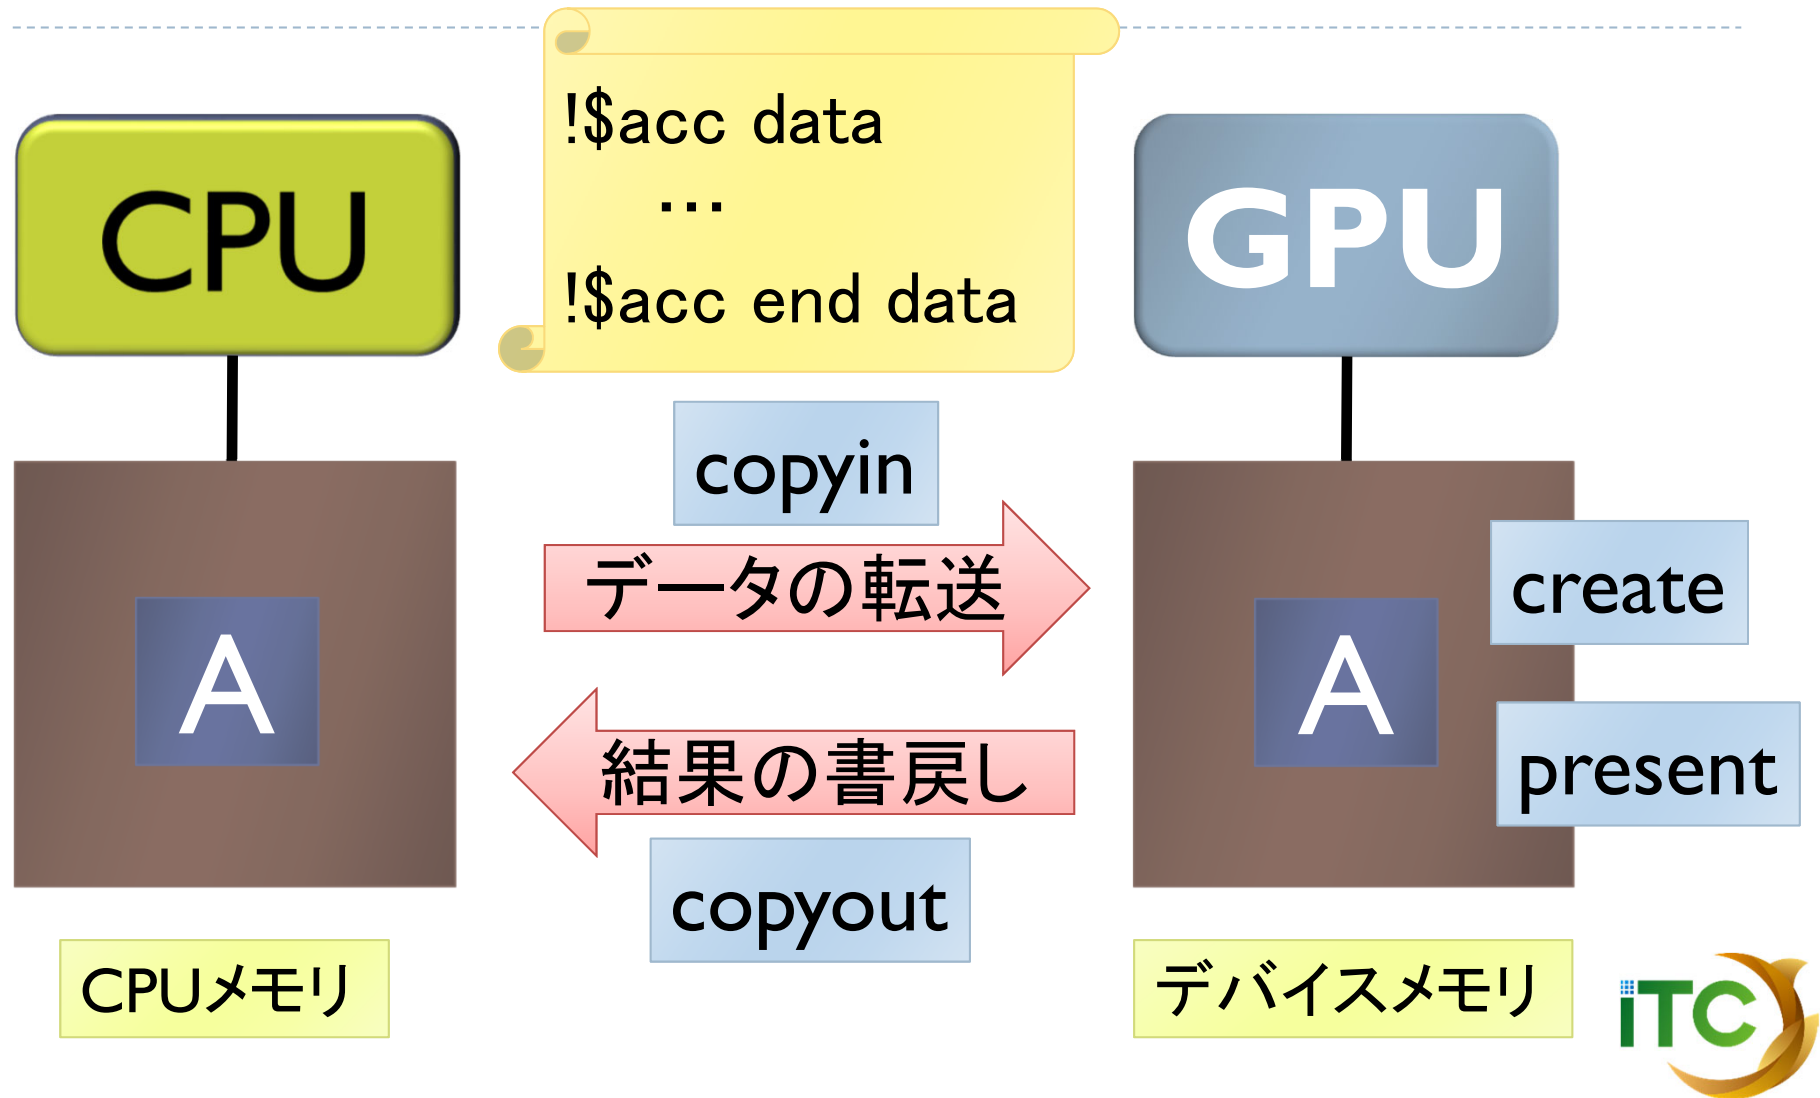 !$acc data
…
!$acc end data
CPU
GPU
copyin
データの転送
create
A
A
present
結果の書戻し
copyout
CPUメモリ
デバイスメモリ
iTC